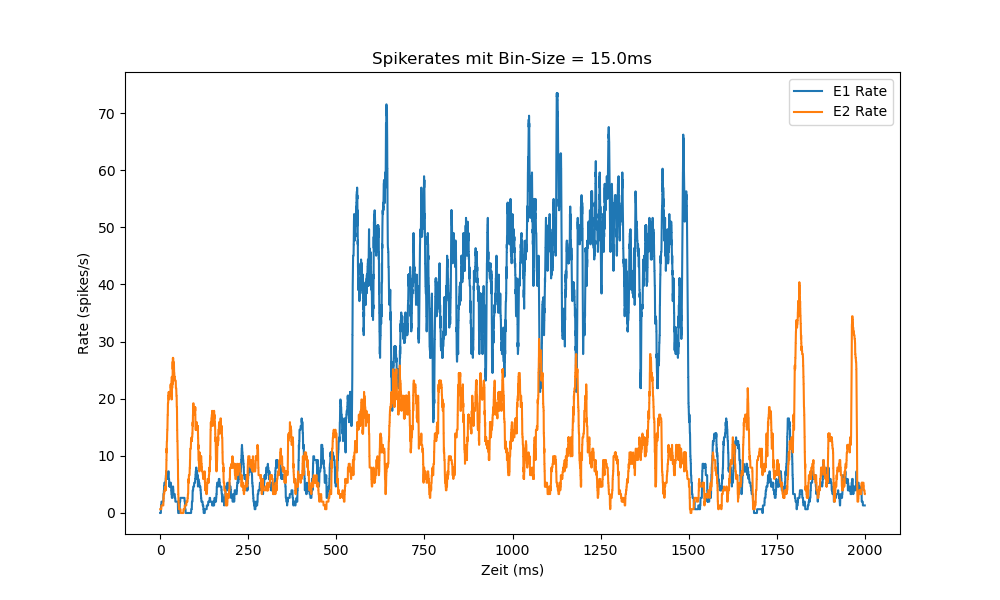 Spikerates mit Bin-Size = 15.0ms
E1 Rate
E2 Rate
Rate (spikes/s)
70
60
50
40
30
20
10
0
0 250 500 750 1000 1250 1500 1750 2000
Zeit (ms)